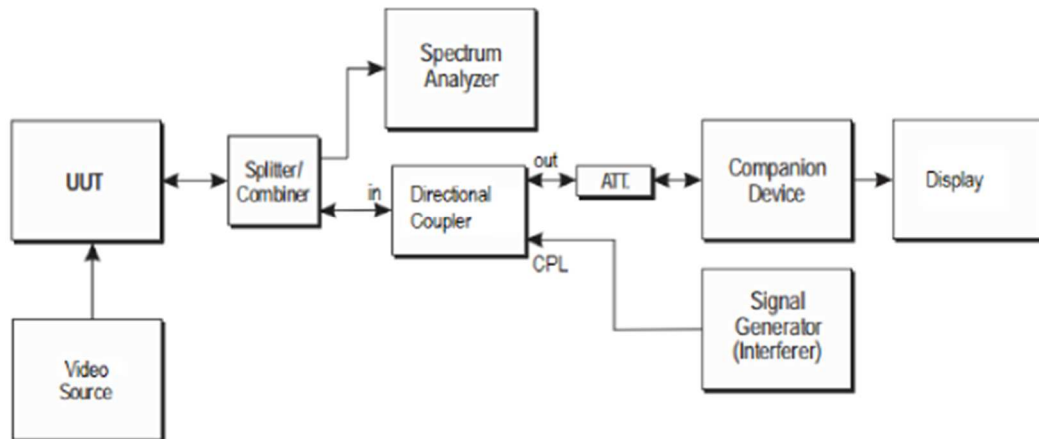 Spectrum
Analyzer
UUT
Splitter/
Combiner
in
Directional
Coupler
out
ATT.
Companion
Device
Display
CPL
Signal
Generator
(Interferer)
Video
Source